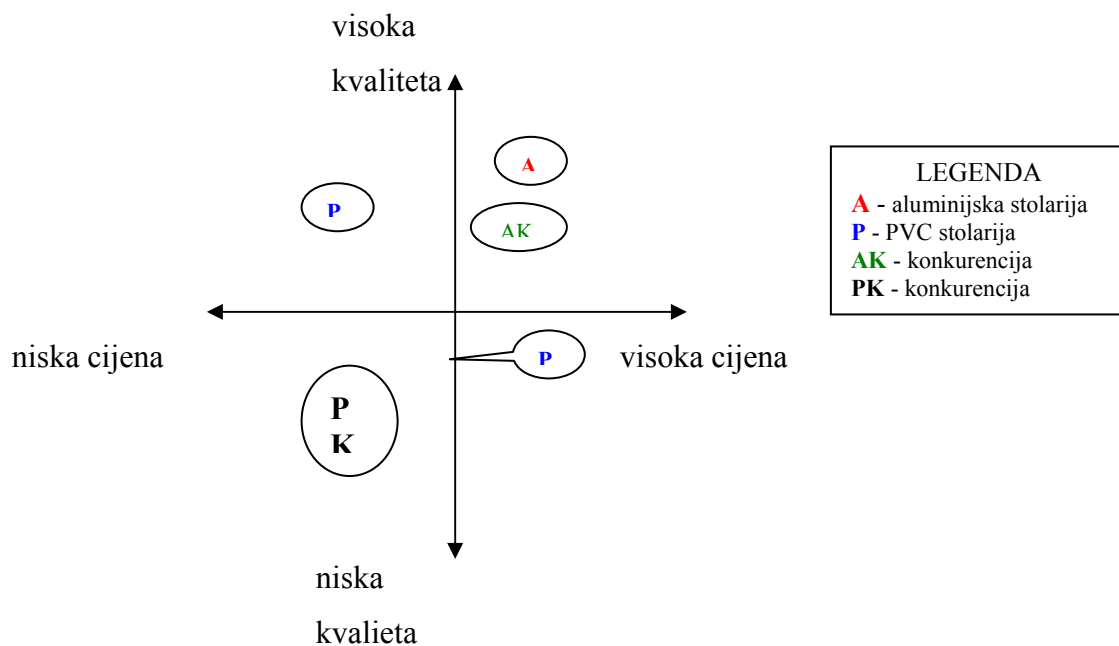 visoka
kvaliteta
A
P
AK
niska cijena
P
visoka cijena
P
K
niska
kvalieta
LEGENDA
A - aluminijska stolarija
P - PVC stolarija
AK - konkurencija
PK - konkurencija